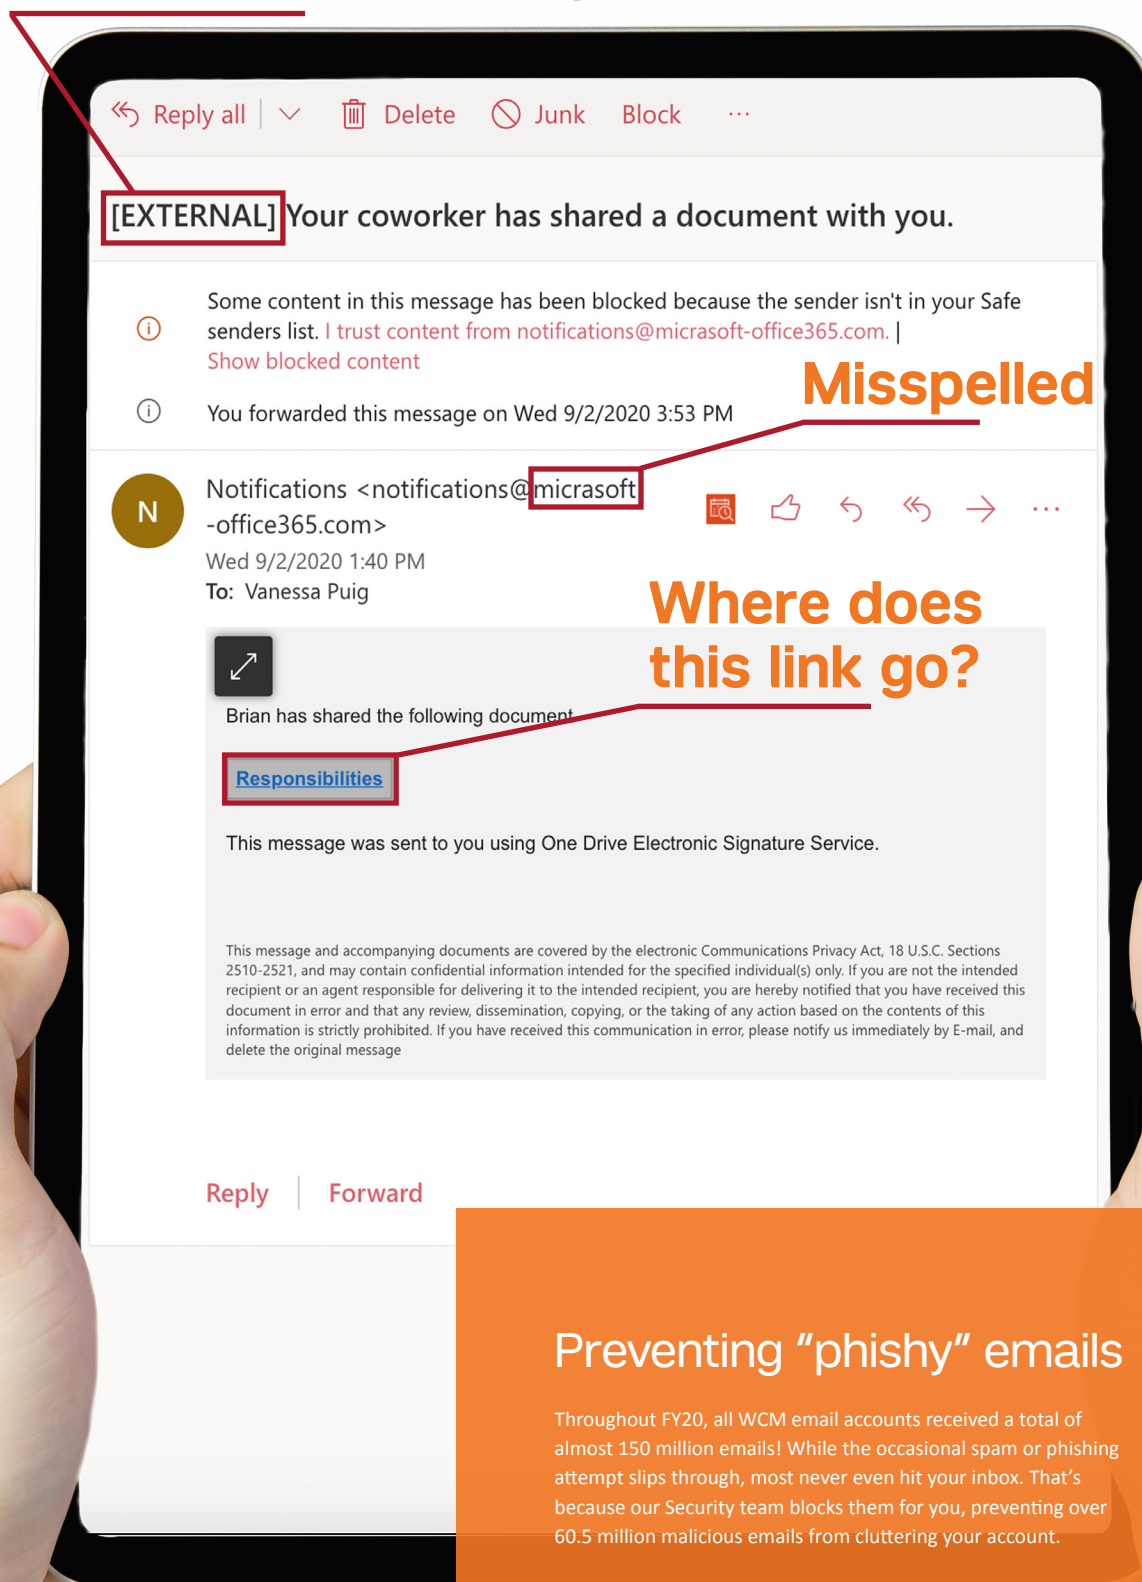 Reply all Delete Junk Block ...
[EXTERNAL] Your coworker has shared a document with you.
Some content in this message has been blocked because the sender isn't in your Safe
senders list. I trust content from notifications@micrasoft-office365.com. |
Show blocked content
Misspelled
You forwarded this message on Wed 9/2/2020 3:53 PM
N
Notifications <notifications@micrasoft
-office365.com>
Wed 9/2/2020 1:40 PM
To: Vanessa Puig
Where does
this link go?
Brian has shared the following document
Responsibilities
This message was sent to you using One Drive Electronic Signature Service.
This message and accompanying documents are covered by the electronic Communications Privacy Act, 18 U.S.C. Sections
2510-2521, and may contain confidential information intended for the specified individual(s) only. If you are not the intended
recipient or an agent responsible for delivering it to the intended recipient, you are hereby notified that you have received this
document in error and that any review, dissemination, copying, or the taking of any action based on the contents of this
information is strictly prohibited. If you have received this communication in error, please notify us immediately by E-mail, and
delete the original message
Reply | Forward
Preventing "phishy" emails
Throughout FY20, all WCM email accounts received a total of
almost 150 million emails! While the occasional spam or phishing
attempt slips through, most never even hit your inbox. That's
because our Security team blocks them for you, preventing over
60.5 million malicious emails from cluttering your account.